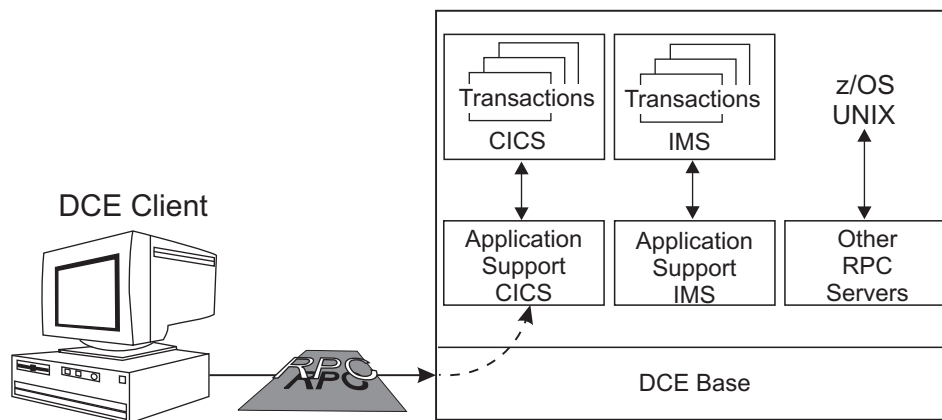 DCE Client
RPC
Transactions
CICS
Transactions
IMS
z/OS
UNIX
Application
Support
CICS
Application
Support
IMS
Other
RPC
Servers
DCE Base